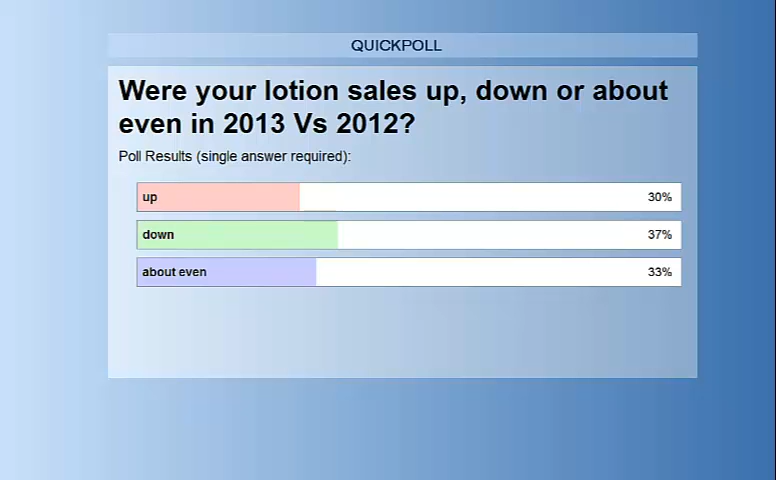 QUICKPOLL
Were your lotion sales up, down or about
even in 2013 Vs 2012?
Poll Results (single answer required):
up 30%
down 37%
about even 33%